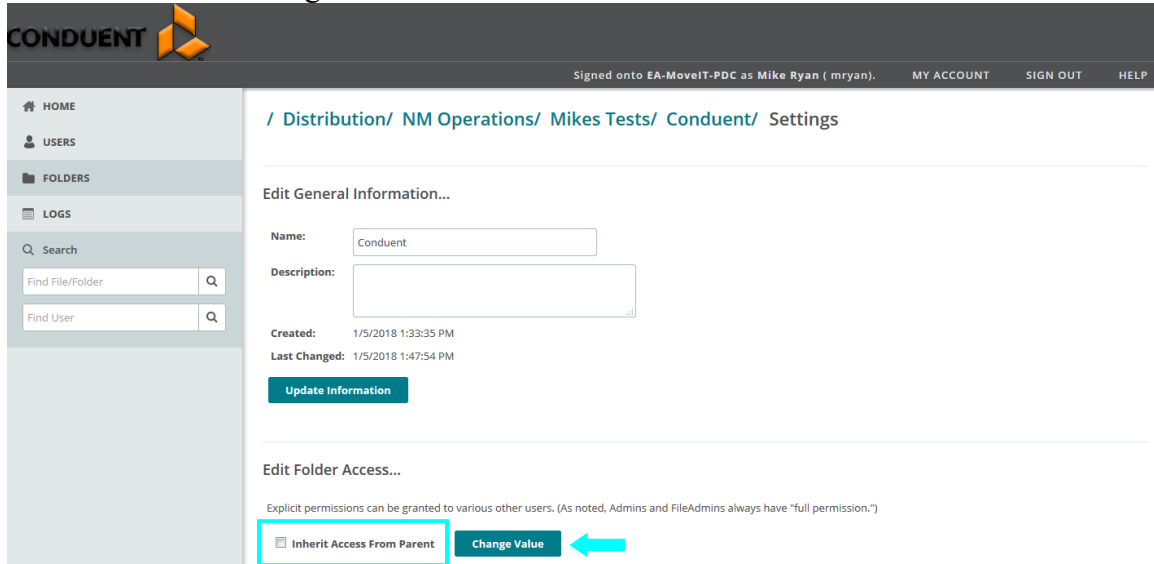 CONDUENT
Signed onto EA-MoveIT-PDC as Mike Ryan ( mryan). MY ACCOUNT SIGN OUT HELP
HOME
USERS
FOLDERS
LOGS
Search
Find File/Folder
Find User
/ Distribution/ NM Operations/ Mikes Tests/ Conduent/ Settings
Edit General Information...
Name: Conduent
Description:
Created: 1/5/2018 1:33:35 PM
Last Changed: 1/5/2018 1:47:54 PM
Update Information
Edit Folder Access...
Explicit permissions can be granted to various other users. (As noted, Admins and FileAdmins always have "full permission.")
Inherit Access From Parent Change Value